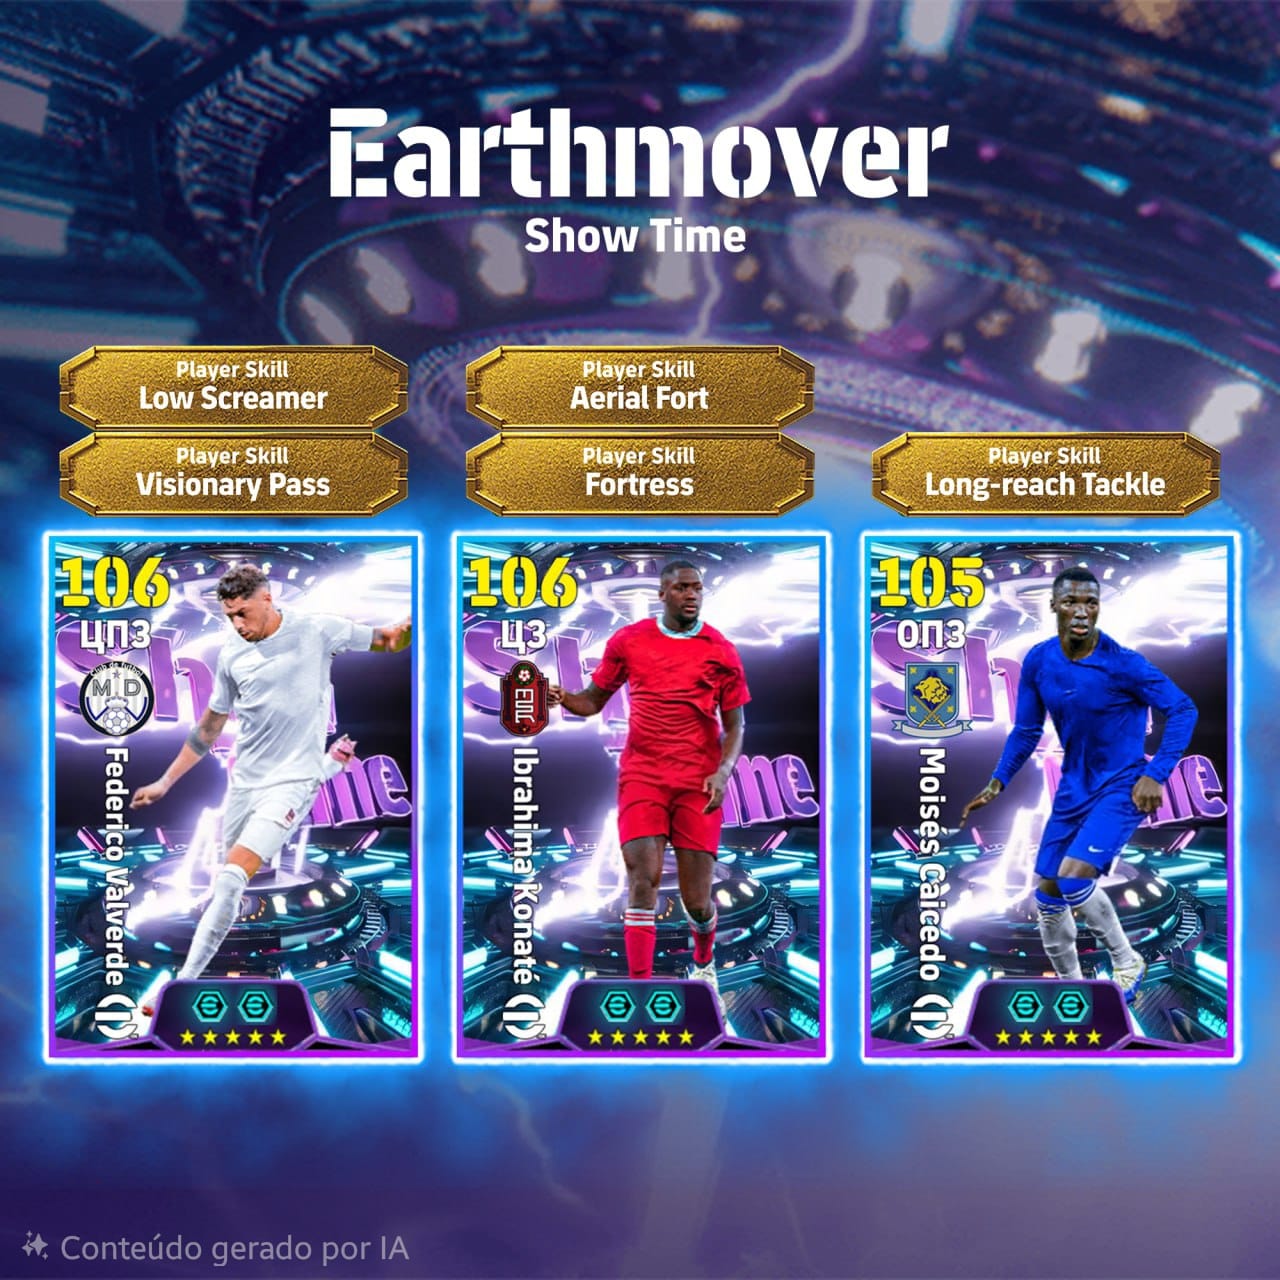 Earthmover
Show Time
Player Skill
Low Screamer
Player Skill
Visionary Pass
Player Skill
Aerial Fort
Player Skill
Fortress
Player Skill
Long-reach Tackle
106
ЦПЗ
Club de futbol
MD
Federico Valverde
106
ЦЗ
Ibrahima Konaté
105
ОПЗ
Moisés Caicedo
Conteúdo gerado por IA